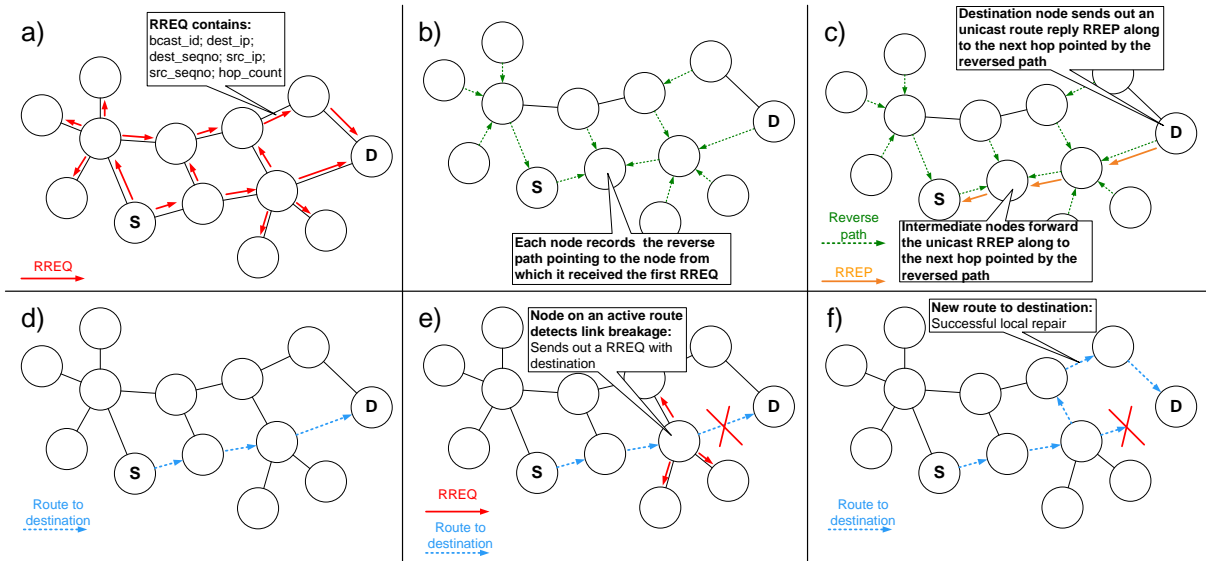 a)
RREQ contains:
bcast_id; dest_ip;
dest_seqno; src_ip;
src_seqno; hop_count
D
S
RREQ
b)
D
S
Each node records the reverse
path pointing to the node from
which it received the first RREQ
c)
Destination node sends out an
unicast route reply RREP along
to the next hop pointed by the
reversed path
D
S
Reverse
path
RREP
Intermediate nodes forward
the unicast RREP along to
the next hop pointed by the
reversed path
d)
D
S
Route to
destination
e)
Node on an active route
detects link breakage:
Sends out a RREQ with
destination
D
S
RREQ
Route to
destination
f)
New route to destination:
Successful local repair
D
S
Route to
destination